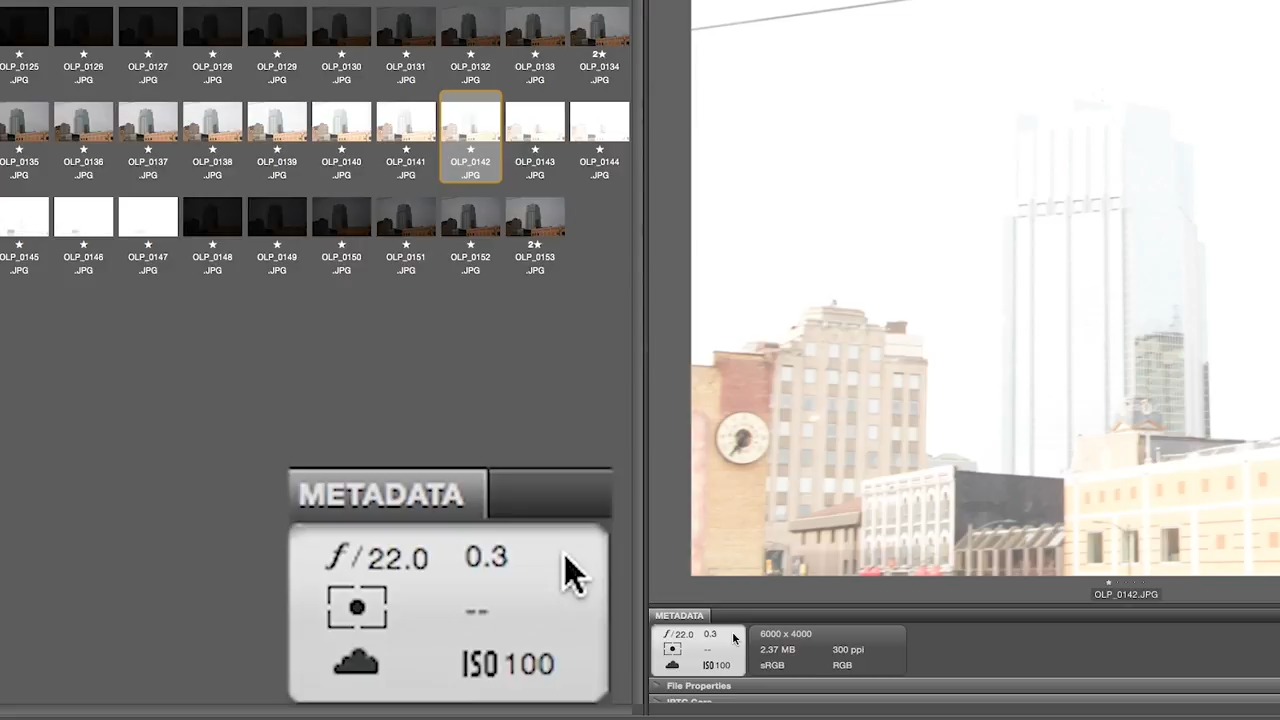 2★
OLP_0125 OLP_0126 OLP_0127 OLP_0128 OLP_0129 OLP_0130 OLP_0131 OLP_0132 OLP_0133 OLP_0134
.JPG .JPG .JPG .JPG .JPG .JPG .JPG .JPG .JPG .JPG
OLP_0135 OLP_0136 OLP_0137 OLP_0138 OLP_0139 OLP_0140 OLP_0141 OLP_0142 OLP_0143 OLP_0144
.JPG .JPG .JPG .JPG .JPG .JPG .JPG .JPG .JPG .JPG
2★
OLP_0145 OLP_0146 OLP_0147 OLP_0148 OLP_0149 OLP_0150 OLP_0151 OLP_0152 OLP_0153
.JPG .JPG .JPG .JPG .JPG .JPG .JPG .JPG .JPG
METADATA
f/22.0 0.3
--
ISO 100
OLP_0142.JPG
METADATA
f/22.0 0.3
--
ISO 100
6000 x 4000
2.37 MB 300 ppi
sRGB RGB
File Properties
IPTC Core